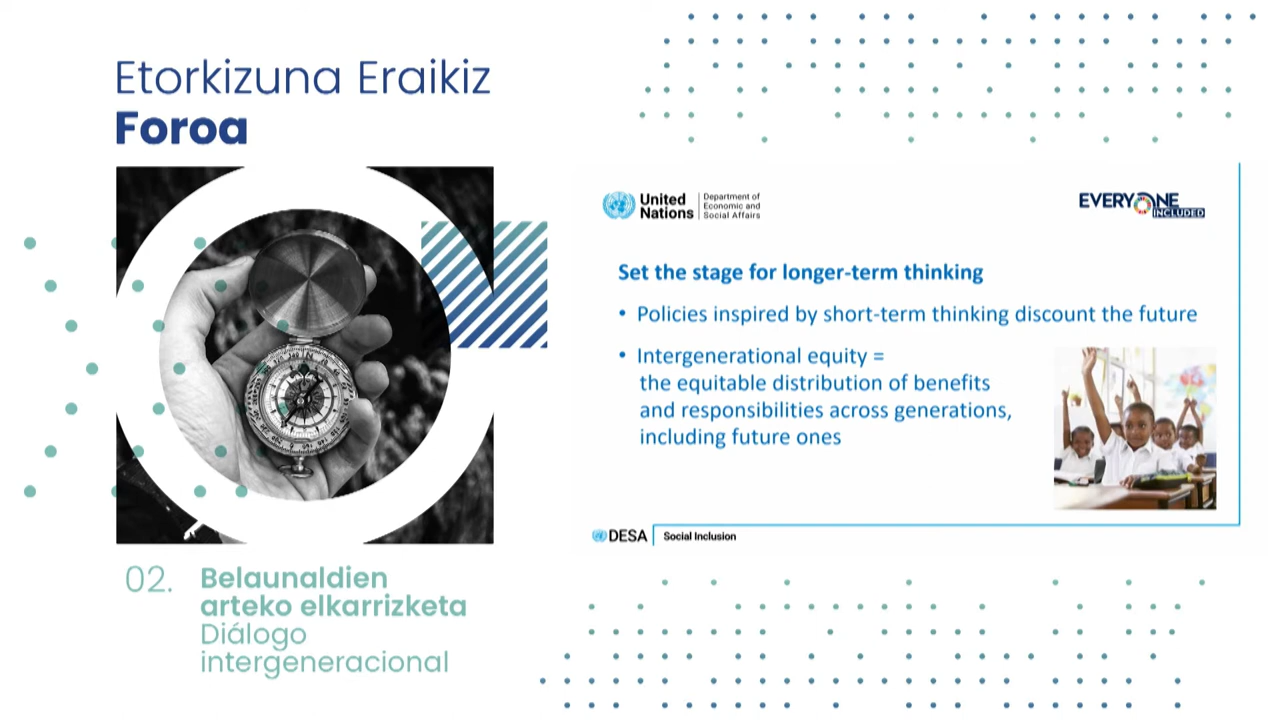 Etorkizuna Eraikiz
Foroa
United
Nations
Department of
Economic and
Social Affairs
EVERYONE
INCLUDED
Set the stage for longer-term thinking
• Policies inspired by short-term thinking discount the future
• Intergenerational equity =
the equitable distribution of benefits
and responsibilities across generations,
including future ones
DESA
Social Inclusion
02.
Belaunaldien
arteko elkarrizketa
Diálogo
intergeneracional